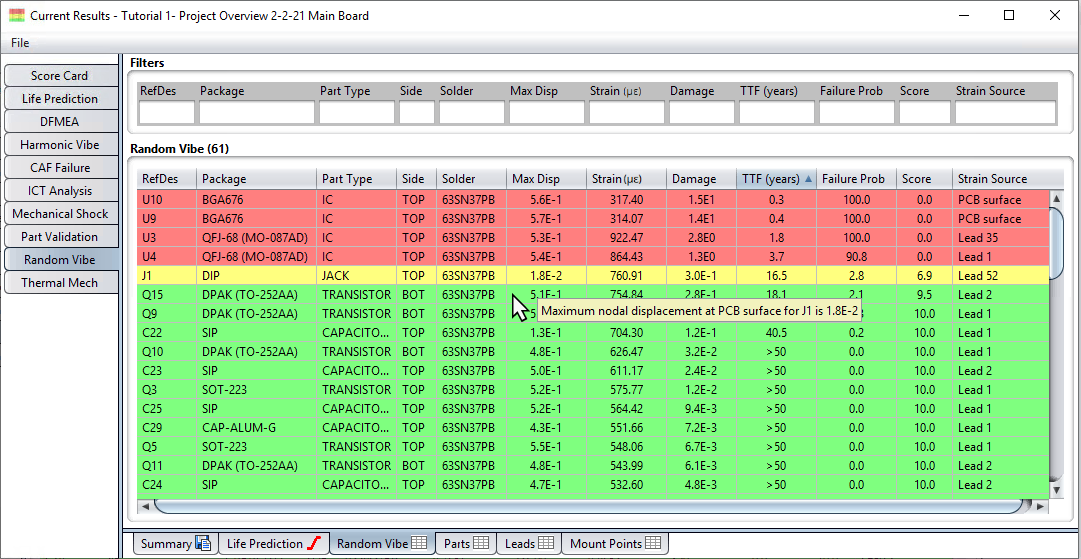 Current Results - Tutorial 1- Project Overview 2-2-21 Main Board
File
Score Card
Life Prediction
DFMEA
Harmonic Vibe
CAF Failure
ICT Analysis
Mechanical Shock
Part Validation
Random Vibe
Thermal Mech
Filters
RefDes Package Part Type Side Solder Max Disp Strain (με) Damage TTF (years) Failure Prob Score Strain Source
Random Vibe (61)
RefDes Package Part Type Side Solder Max Disp Strain (με) Damage TTF (years) Failure Prob Score Strain Source
U10 BGA676 IC TOP 63SN37PB 5.6E-1 317.40 1.5E1 0.3 100.0 0.0 PCB surface
U9 BGA676 IC TOP 63SN37PB 5.7E-1 314.07 1.4E1 0.4 100.0 0.0 PCB surface
U3 QFJ-68 (MO-087AD) IC TOP 63SN37PB 5.3E-1 922.47 2.8E0 1.8 100.0 0.0 Lead 35
U4 QFJ-68 (MO-087AD) IC TOP 63SN37PB 5.4E-1 864.43 1.3E0 3.7 90.8 0.0 Lead 1
J1 DIP JACK TOP 63SN37PB 1.8E-2 760.91 3.0E-1 16.5 2.8 6.9 Lead 52
Q15 DPAK (TO-252AA) TRANSISTOR BOT 63SN37PB 5.1E-1 754.84 2.8E-1 18.1 2.1 9.5 Lead 2
Q9 DPAK (TO-252AA) TRANSISTOR BOT 63SN37PB 10.0 Lead 1
Maximum nodal displacement at PCB surface for J1 is 1.8E-2
C22 SIP CAPACITO... TOP 63SN37PB 1.3E-1 704.30 1.2E-1 40.5 0.2 10.0 Lead 1
Q10 DPAK (TO-252AA) TRANSISTOR BOT 63SN37PB 4.8E-1 626.47 3.2E-2 >50 0.0 10.0 Lead 1
C23 SIP CAPACITO... TOP 63SN37PB 5.0E-1 611.17 2.4E-2 >50 0.0 10.0 Lead 2
Q3 SOT-223 TRANSISTOR TOP 63SN37PB 5.2E-1 575.77 1.2E-2 >50 0.0 10.0 Lead 1
C25 SIP CAPACITO... TOP 63SN37PB 5.2E-1 564.42 9.4E-3 >50 0.0 10.0 Lead 1
C29 CAP-ALUM-G CAPACITO... TOP 63SN37PB 4.3E-1 551.66 7.2E-3 >50 0.0 10.0 Lead 1
Q5 SOT-223 TRANSISTOR TOP 63SN37PB 5.5E-1 548.06 6.7E-3 >50 0.0 10.0 Lead 1
Q11 DPAK (TO-252AA) TRANSISTOR BOT 63SN37PB 4.8E-1 543.99 6.1E-3 >50 0.0 10.0 Lead 2
C24 SIP CAPACITO... TOP 63SN37PB 4.7E-1 532.60 4.8E-3 >50 0.0 10.0 Lead 2
Summary Life Prediction Random Vibe Parts Leads Mount Points